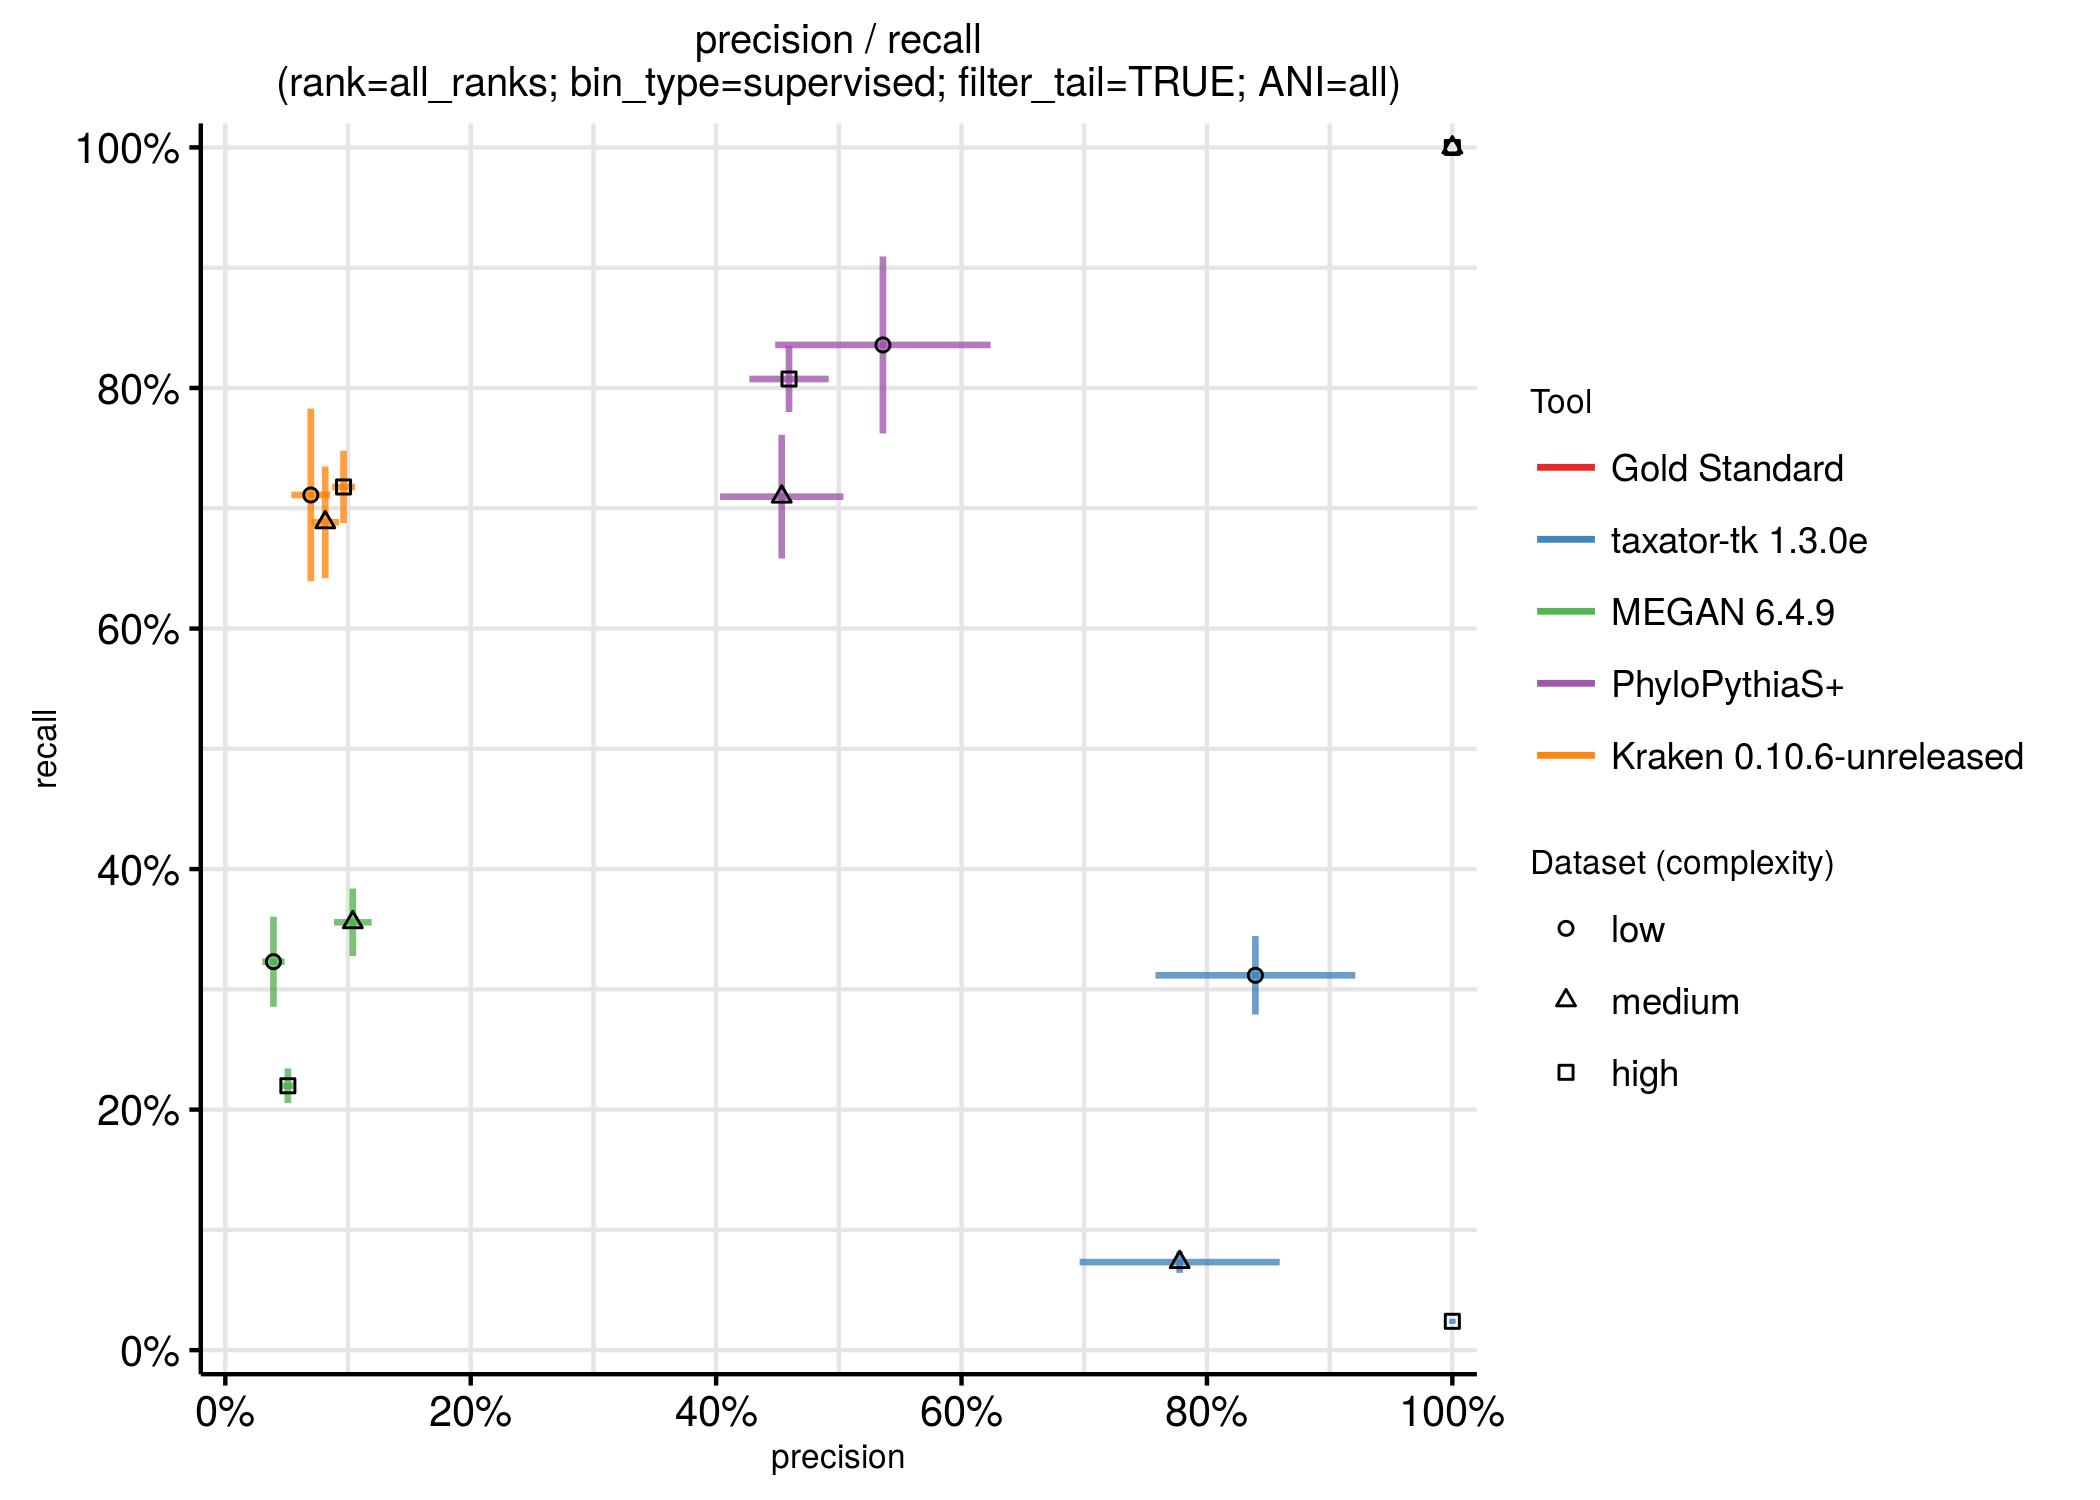 precision / recall
(rank=all_ranks; bin_type=supervised; filter_tail=TRUE; ANI=all)
100%
80%
60%
40%
20%
0%
recall
0%
20%
40%
60%
80%
100%
precision
Tool
Gold Standard
taxator-tk 1.3.0e
MEGAN 6.4.9
PhyloPythiaS+
Kraken 0.10.6-unreleased
Dataset (complexity)
low
medium
high